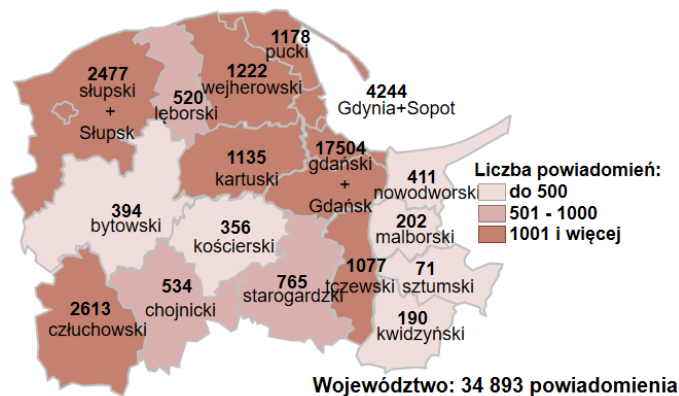 1178
pucki
2477
słupski
+
Słupsk
520
lęborski
1222
wejherowski
4244
Gdynia+Sopot
1135
kartuski
17504
gdański
+
Gdańsk
411
nowodworski
394
bytowski
356
kościerski
202
malborski
2613
człuchowski
534
chojnicki
765
starogardzki
1077
tczewski
71
sztumski
190
kwidzyński
Liczba powiadomień:
do 500
501 - 1000
1001 i więcej
Województwo: 34 893 powiadomienia